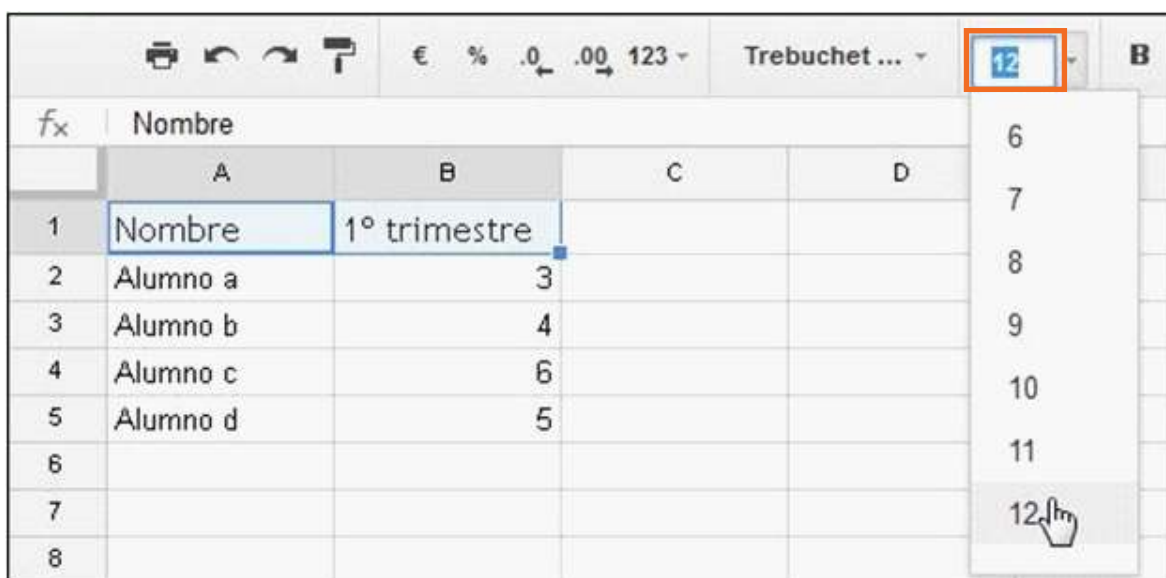 € % .0 .00 123 Trebuchet ... 12 B
fx Nombre
A B C D
1 Nombre 1º trimestre
2 Alumno a 3
3 Alumno b 4
4 Alumno c 6
5 Alumno d 5
6
7
8
6
7
8
9
10
11
12